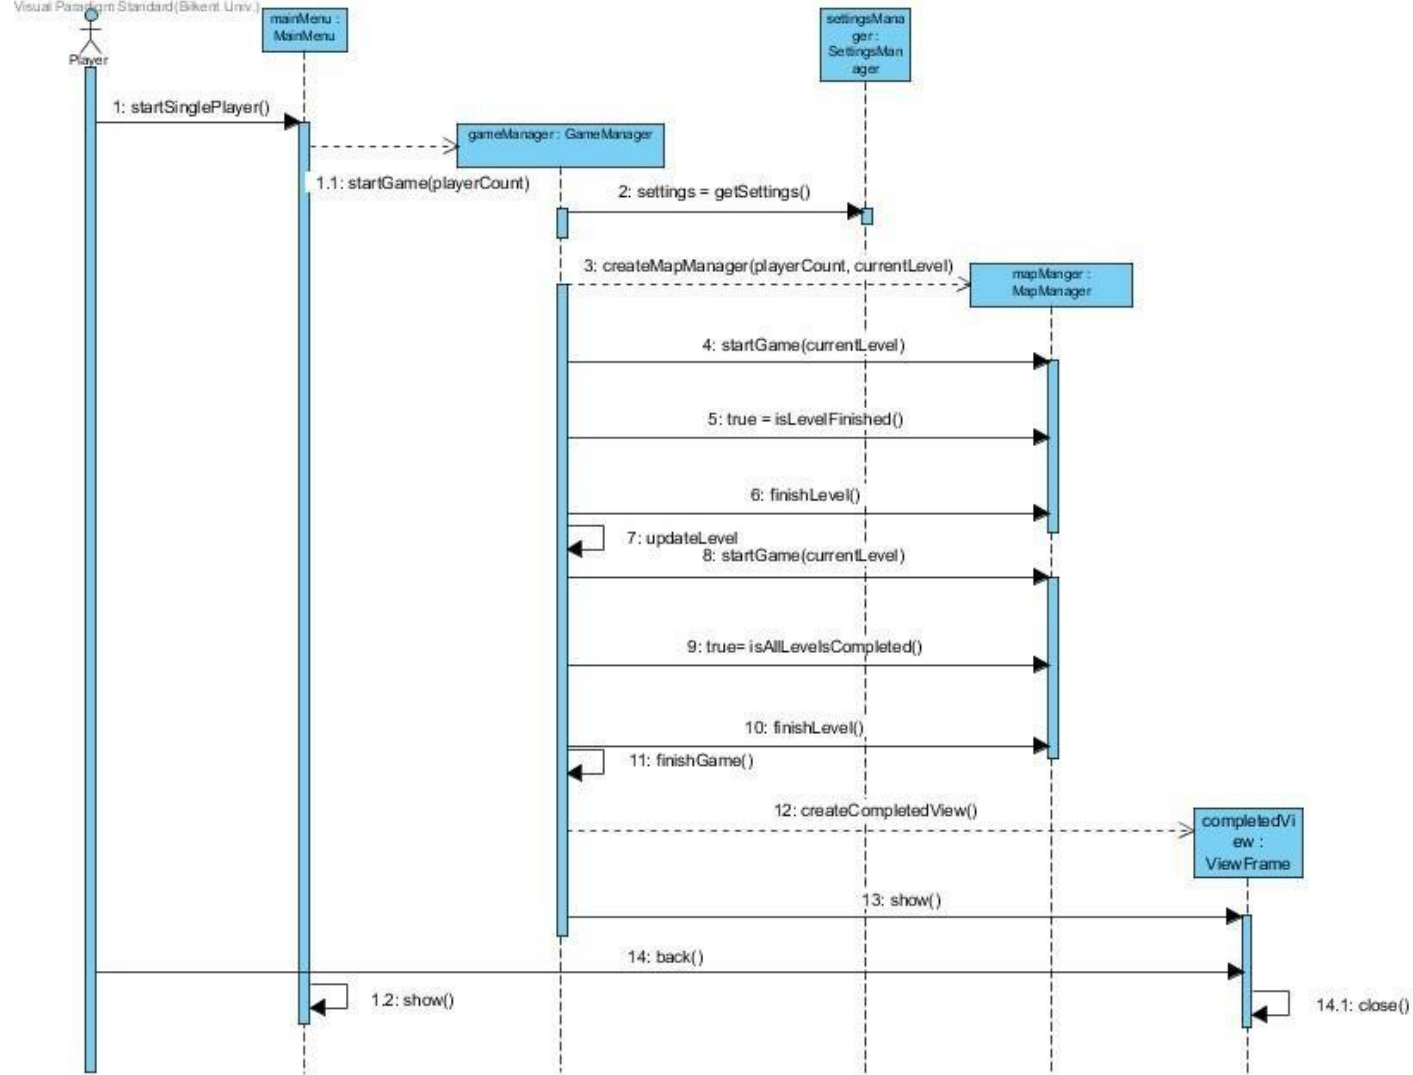 Visual Paradigm Standard(Bilkent Univ.)
Player
mainMenu :
MainMenu
settingsMana
ger :
SettingsMan
ager
1: startSinglePlayer()
gameManager : GameManager
1.1: startGame(playerCount)
2: settings = getSettings()
3: createMapManager(playerCount, currentLevel)
mapManger :
MapManager
4: startGame(currentLevel)
5: true = isLevelFinished()
6: finishLevel()
7: updateLevel
8: startGame(currentLevel)
9: true= isAllLevelsCompleted()
10: finishLevel()
11: finishGame()
12: createCompletedView()
completedVi
ew :
ViewFrame
13: show()
14: back()
1.2: show()
14.1: close()